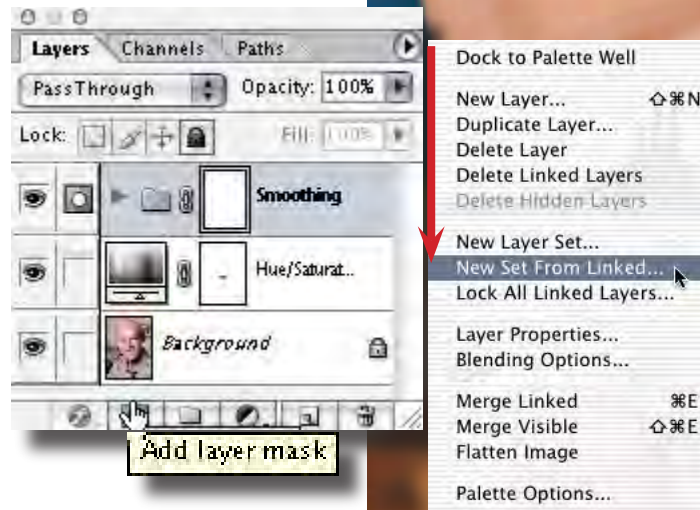 Layers Channels Paths
PassThrough Opacity: 100%
Lock: Fill: 100%
Smoothing
Hue/Saturat...
Background
Add layer mask
Dock to Palette Well
New Layer... ⇧⌘N
Duplicate Layer...
Delete Layer
Delete Linked Layers
Delete Hidden Layers
New Layer Set...
New Set From Linked...
Lock All Linked Layers...
Layer Properties...
Blending Options...
Merge Linked ⌘E
Merge Visible ⇧⌘E
Flatten Image
Palette Options...